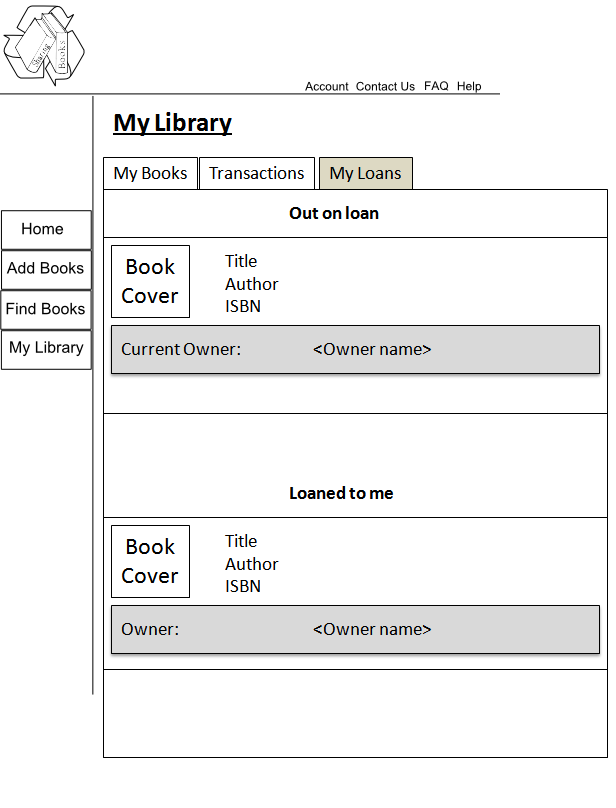 Sharing
Books
Account Contact Us FAQ Help
My Library
My Books Transactions My Loans
Out on loan
Home
Add Books
Find Books
My Library
Book
Cover
Title
Author
ISBN
Current Owner: <Owner name>
Loaned to me
Book
Cover
Title
Author
ISBN
Owner: <Owner name>